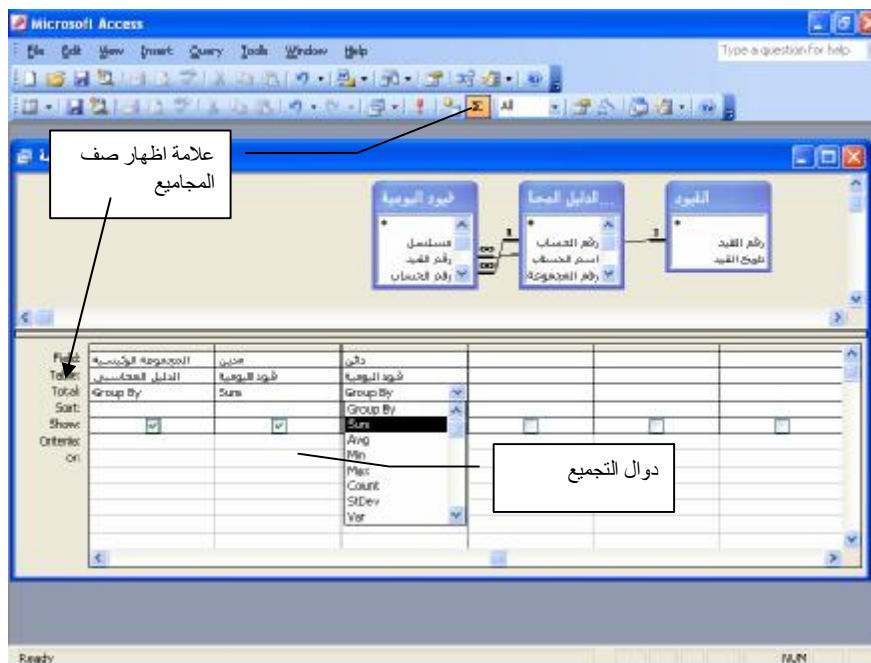 Microsoft Access
File Edit View Insert Query Tools Window Help
Type a question for help
All
علامة اظهار صف
المجاميع
قيود اليومية
*
مسلسل
رقم القيد
رقم الحساب
الدليل المحا...
*
رقم الحساب
اسم الحساب
رقم المجموعة
القيود
*
رقم القيد
تاريخ القيد
1
1
∞
∞
Field: المجموعة الرئيسية مدين دائن
Table: الدليل المحاسبي قيود اليومية قيود اليومية
Total: Group By Sum Group By
Sort:
Show:
Criteria:
or:
Group By
Sum
Avg
Min
Max
Count
StDev
Var
دوال التجميع
Ready
NUM